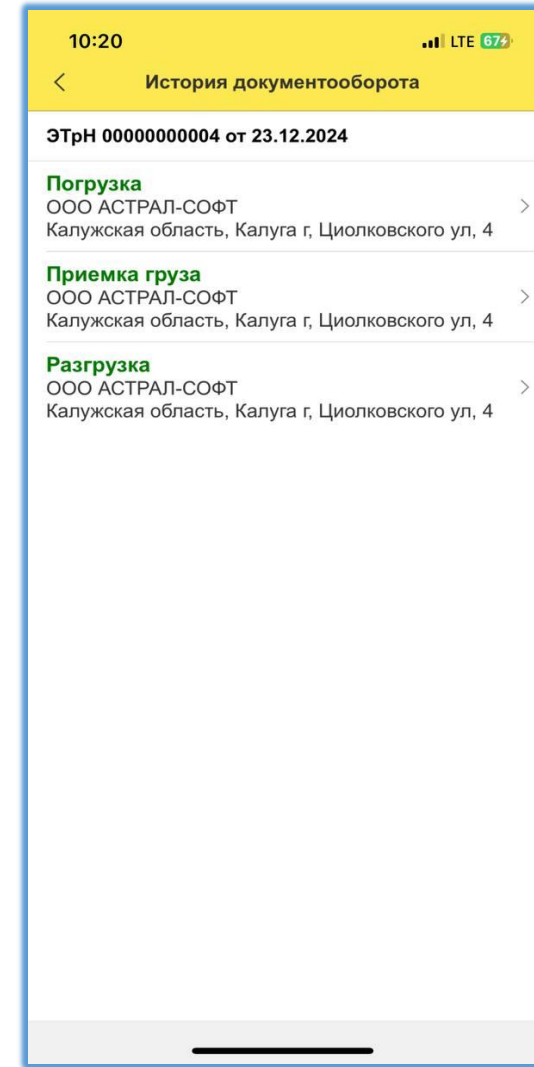 10:20
LTE 67
История документооборота
ЭТрН 00000000004 от 23.12.2024
Погрузка
ООО АСТРАЛ-СОФТ
Калужская область, Калуга г, Циолковского ул, 4
Приемка груза
ООО АСТРАЛ-СОФТ
Калужская область, Калуга г, Циолковского ул, 4
Разгрузка
ООО АСТРАЛ-СОФТ
Калужская область, Калуга г, Циолковского ул, 4